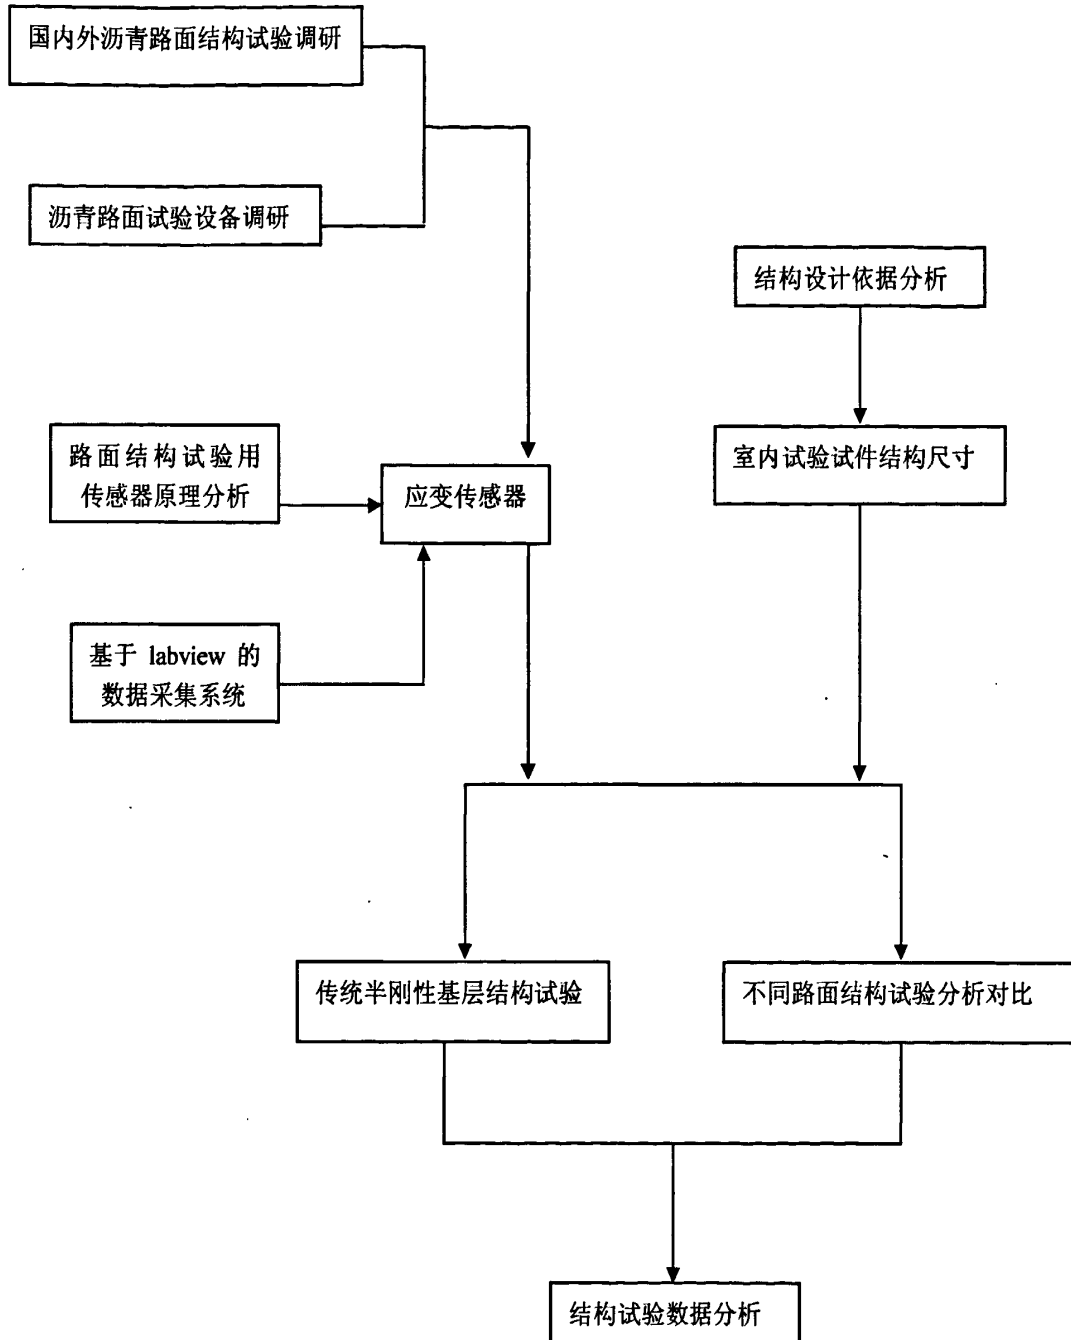 国内外沥青路面结构试验调研
沥青路面试验设备调研
结构设计依据分析
路面结构试验用
传感器原理分析
应变传感器
室内试验试件结构尺寸
基于 labview 的
数据采集系统
传统半刚性基层结构试验
不同路面结构试验分析对比
结构试验数据分析